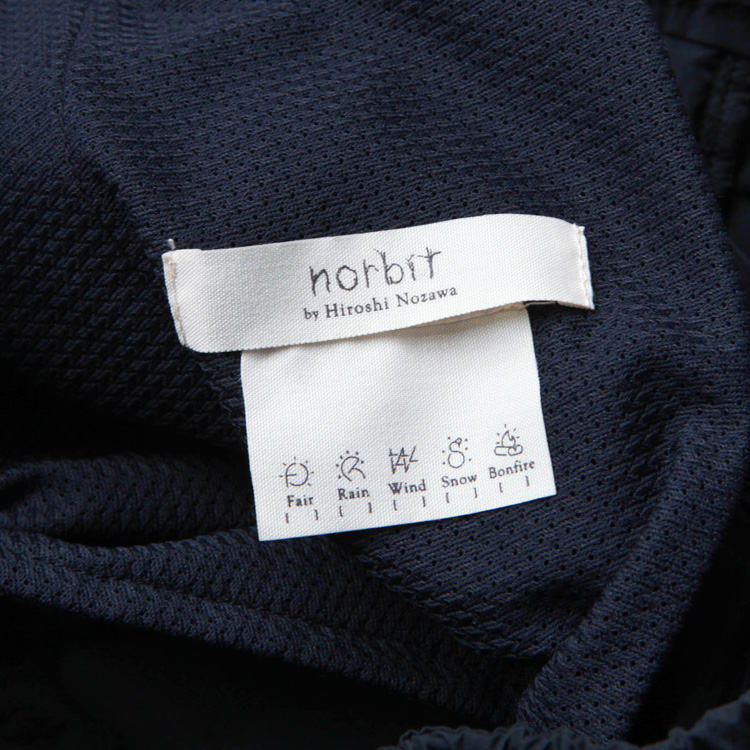 norbit
by Hiroshi Nozawa
Fair Rain Wind Snow Bonfire
[ ] [ ] [ ] [ ] [ ]